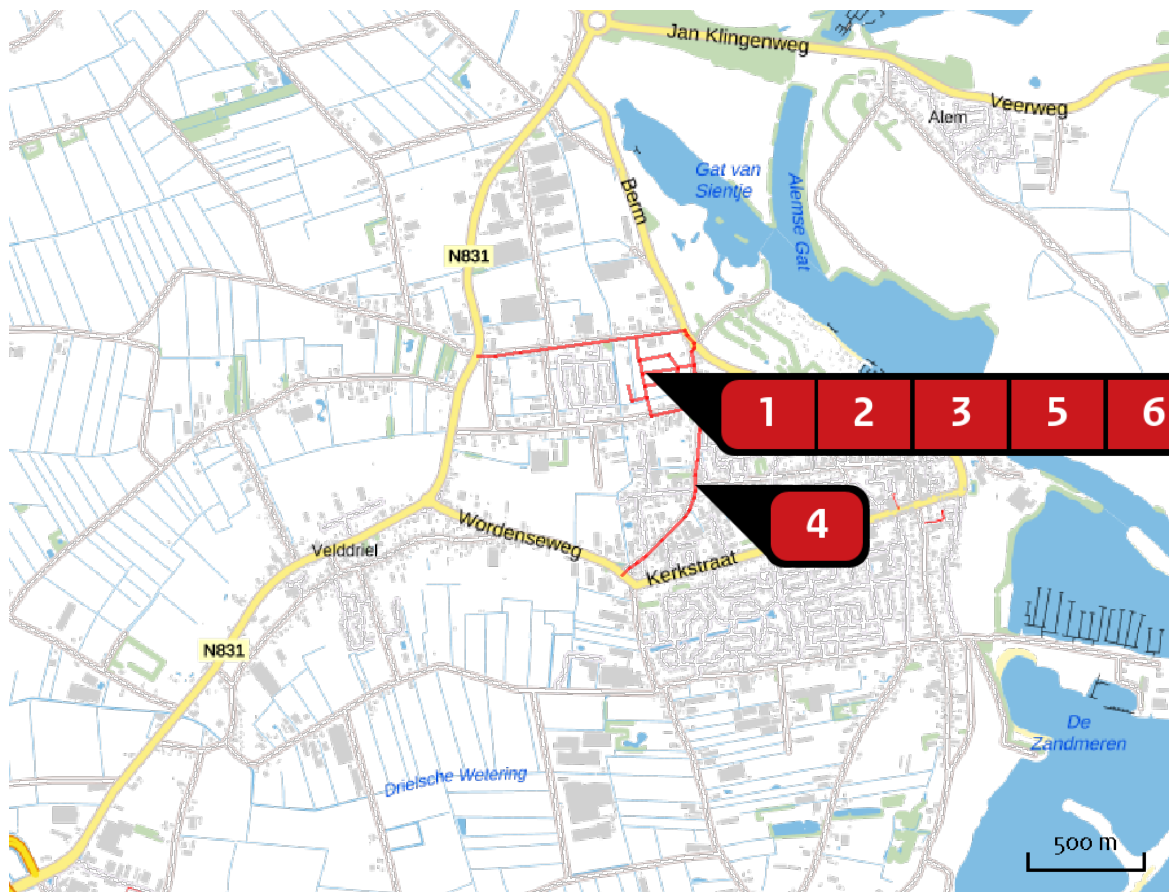 Jan Klingenweg
Veerweg
Alem
Gat van
Sientje
Alemse Gat
Berm
N831
1 2 3 5 6
4
Wordenseweg
Velddriel
Kerkstraat
N831
De
Zandmeren
Drielsche Wetering
500 m